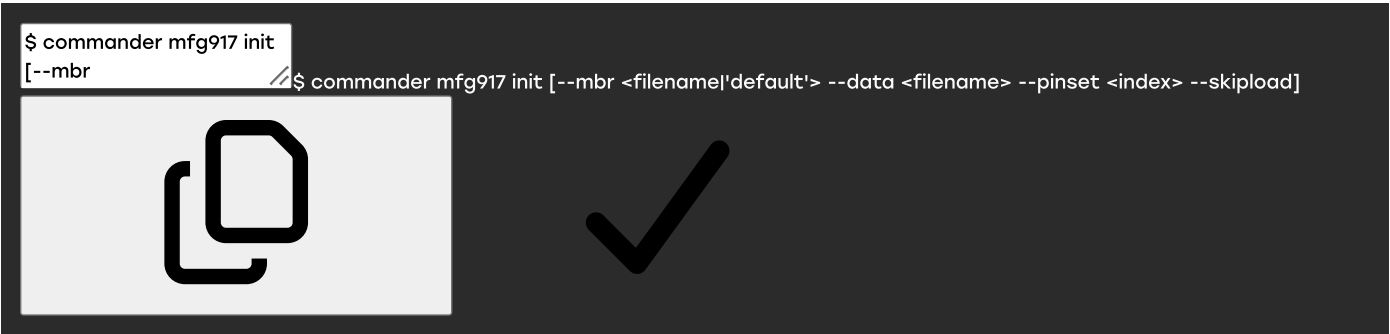 $ commander mfg917 init
[--mbr
$ commander mfg917 init [--mbr <filename|'default'> --data <filename> --pinset <index> --skipload]